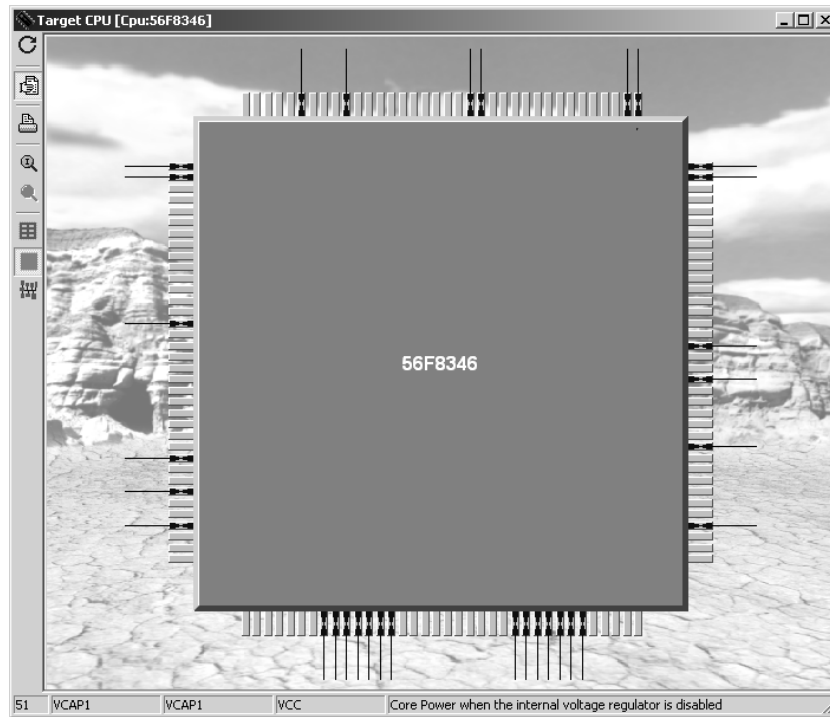 Target CPU [Cpu:56F8346]
56F8346
51 VCAP1 VCAP1 VCC Core Power when the internal voltage regulator is disabled